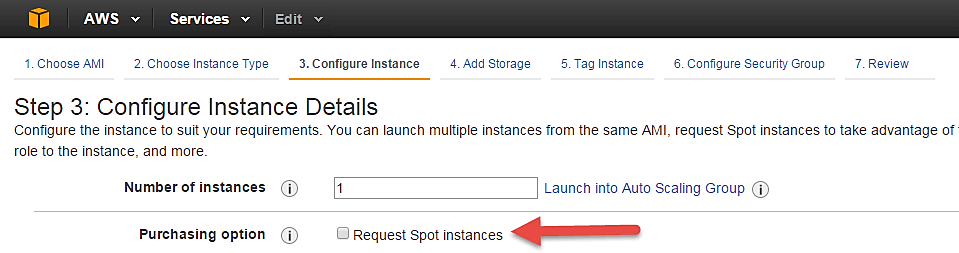 AWS Services Edit
1. Choose AMI 2. Choose Instance Type 3. Configure Instance 4. Add Storage 5. Tag Instance 6. Configure Security Group 7. Review
Step 3: Configure Instance Details
Configure the instance to suit your requirements. You can launch multiple instances from the same AMI, request Spot instances to take advantage of
role to the instance, and more.
Number of instances i 1 Launch into Auto Scaling Group i
Purchasing option i Request Spot instances